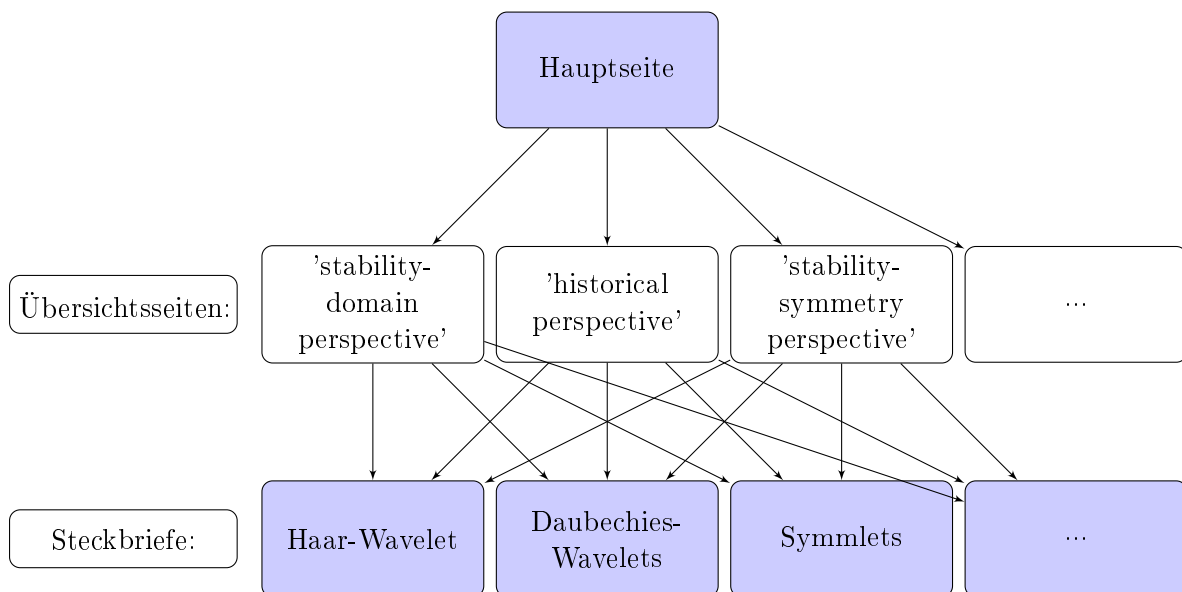 Hauptseite
Übersichtsseiten:
'stability-
domain
perspective'
'historical
perspective'
'stability-
symmetry
perspective'
...
Steckbriefe:
Haar-Wavelet
Daubechies-
Wavelets
Symmlets
...